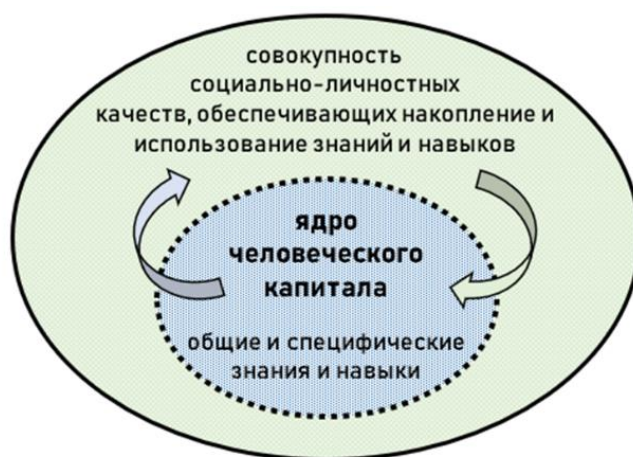 совокупность
социально-личностных
качеств, обеспечивающих накопление и
использование знаний и навыков
ядро
человеческого
капитала
общие и специфические
знания и навыки